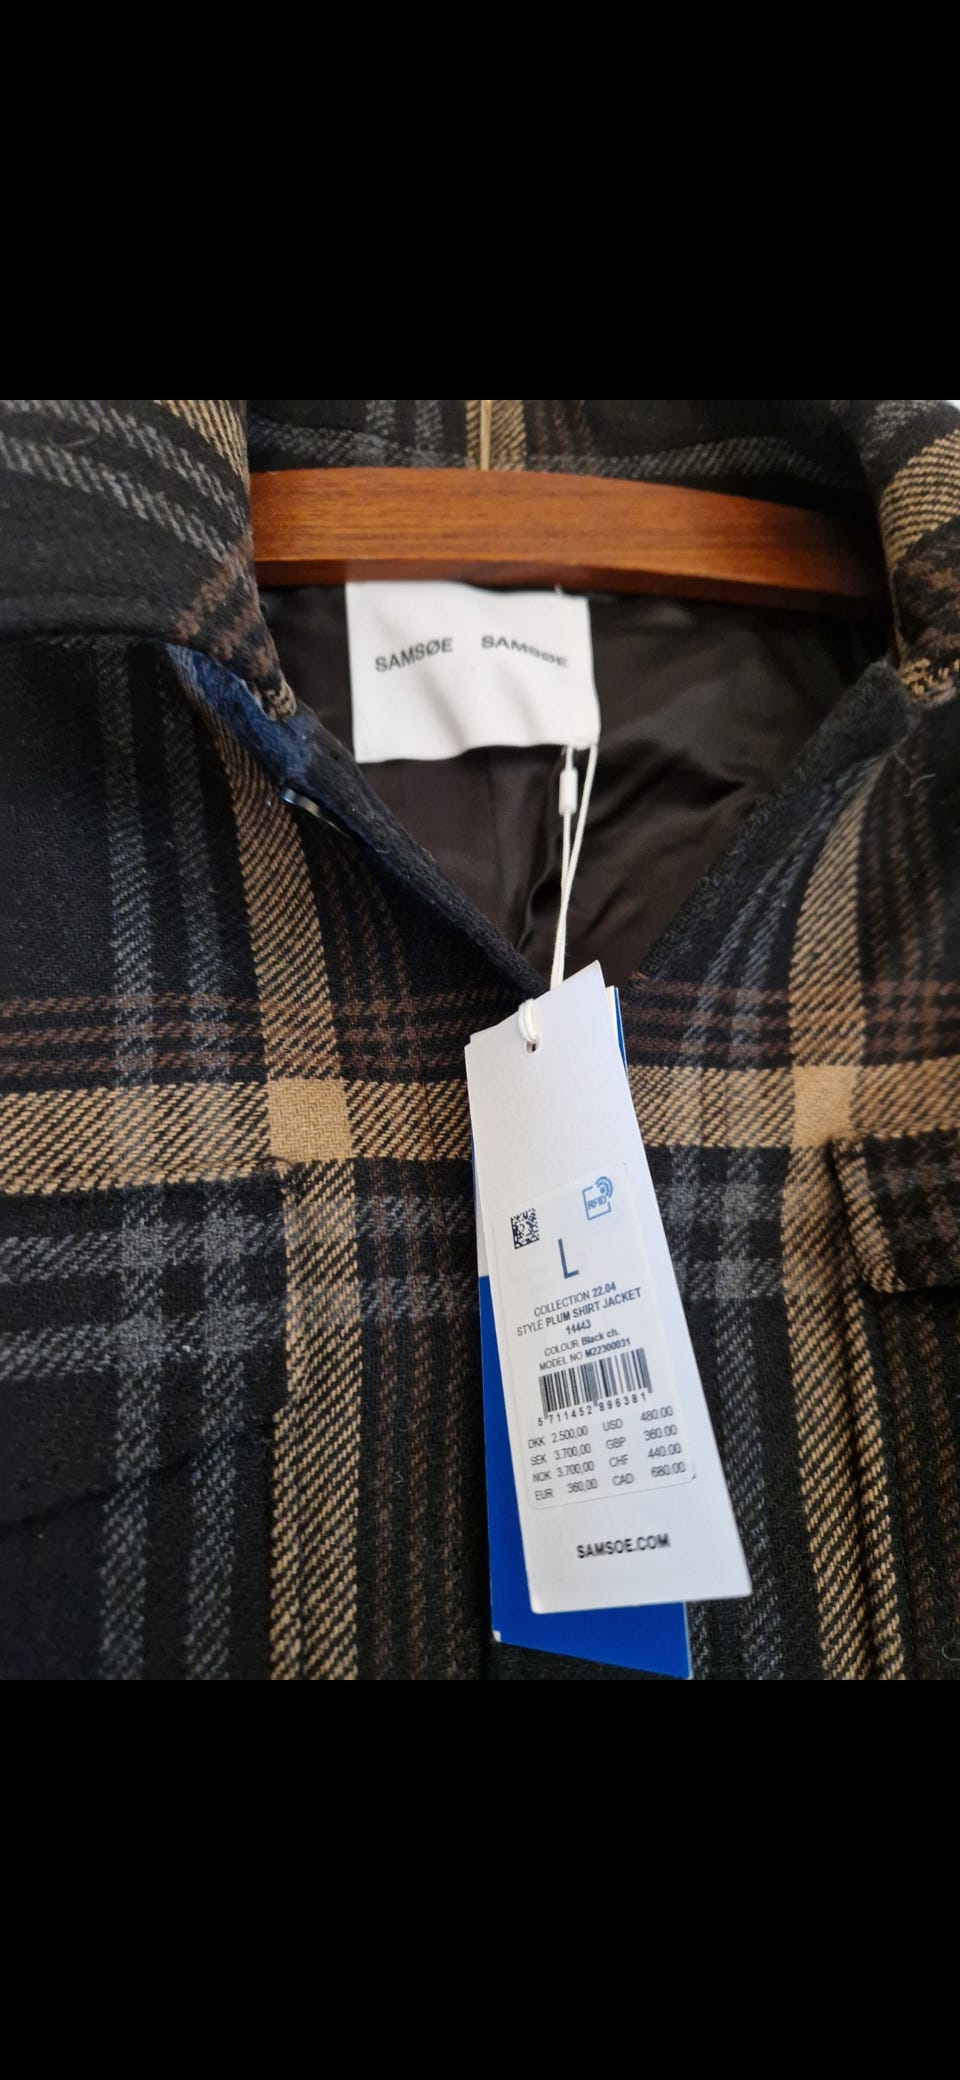 SAMSØE SAMSØE
RFID
L
COLLECTION 22.04
STYLE PLUM SHIRT JACKET
14443
COLOUR Black ch.
MODEL NO M22300031
5 711452 896381
DKK 2.500,00 USD 480.00
SEK 3.700,00 GBP 360.00
NOK 3.700,00 CHF 440.00
EUR 360,00 CAD 680.00
SAMSOE.COM